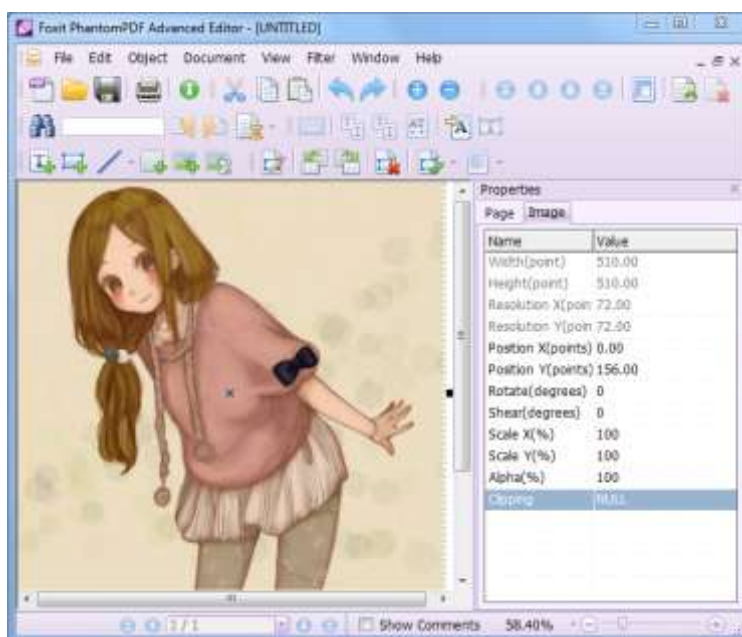 Foxit PhantomPDF Advanced Editor - [UNTITLED]
File Edit Object Document View Filter Window Help
Properties
Page Image
Name Value
Width(point) 510.00
Height(point) 510.00
Resolution X(poin 72.00
Resolution Y(poin 72.00
Position X(points) 0.00
Position Y(points) 156.00
Rotate(degrees) 0
Shear(degrees) 0
Scale X(%) 100
Scale Y(%) 100
Alpha(%) 100
Clipping NULL
1/1 Show Comments 58.40%